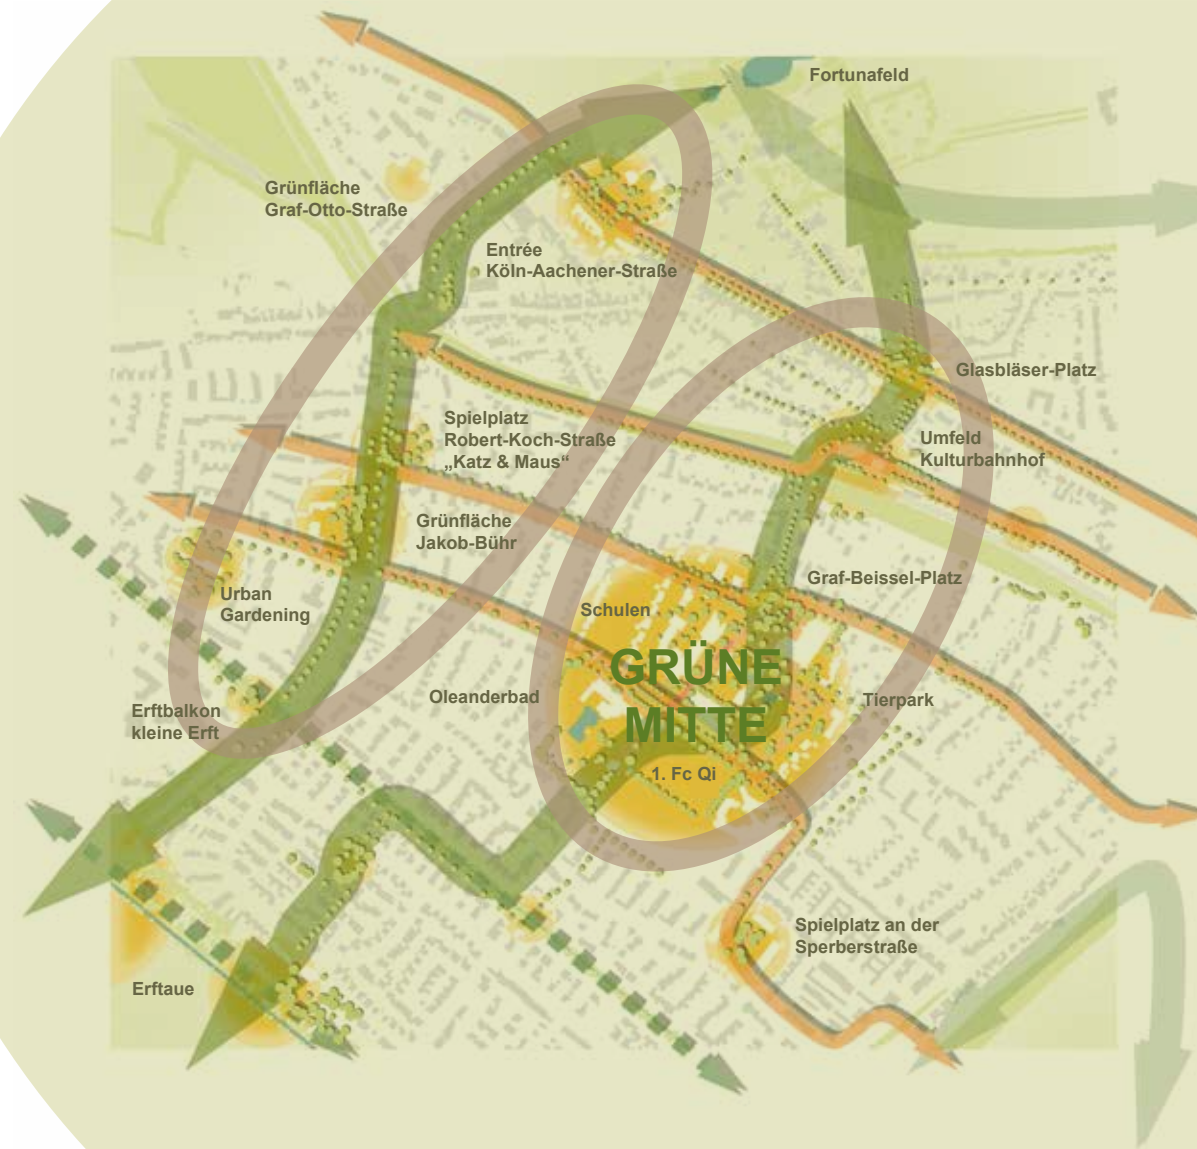 Fortunafeld
Grünfläche
Graf-Otto-Straße
Entrée
Köln-Aachener-Straße
Glasbläser-Platz
Spielplatz
Robert-Koch-Straße
„Katz & Maus“
Umfeld
Kulturbahnhof
Grünfläche
Jakob-Bühr
Graf-Beissel-Platz
Urban
Gardening
Schulen
GRÜNE
MITTE
Oleanderbad
Tierpark
Erftbalkon
kleine Erft
1. Fc Qi
Spielplatz an der
Sperberstraße
Erftaue